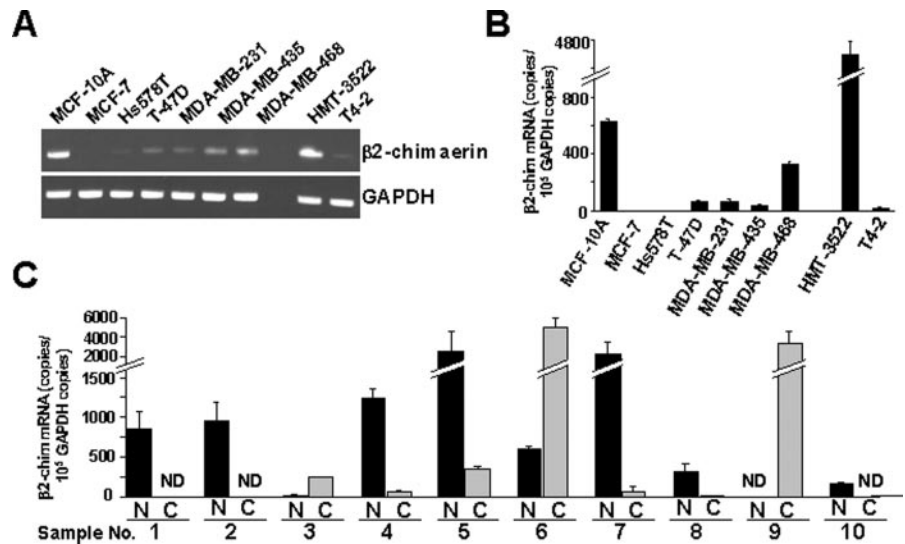 A
MCF-10A
MCF-7
Hs578T
T-47D
MDA-MB-231
MDA-MB-435
MDA-MB-468
HMT-3522
T4-2
β2-chimaerin
GAPDH
B
β2-chim mRNA (copies/
10⁵ GAPDH copies)
4800
800
400
0
MCF-10A
MCF-7
Hs578T
T-47D
MDA-MB-231
MDA-MB-435
MDA-MB-468
HMT-3522
T4-2
C
β2-chim mRNA (copies/
10⁵ GAPDH copies)
6000
4000
2000
1500
1000
500
0
ND ND ND ND
N C N C N C N C N C N C N C N C N C N C
Sample No. 1 2 3 4 5 6 7 8 9 10